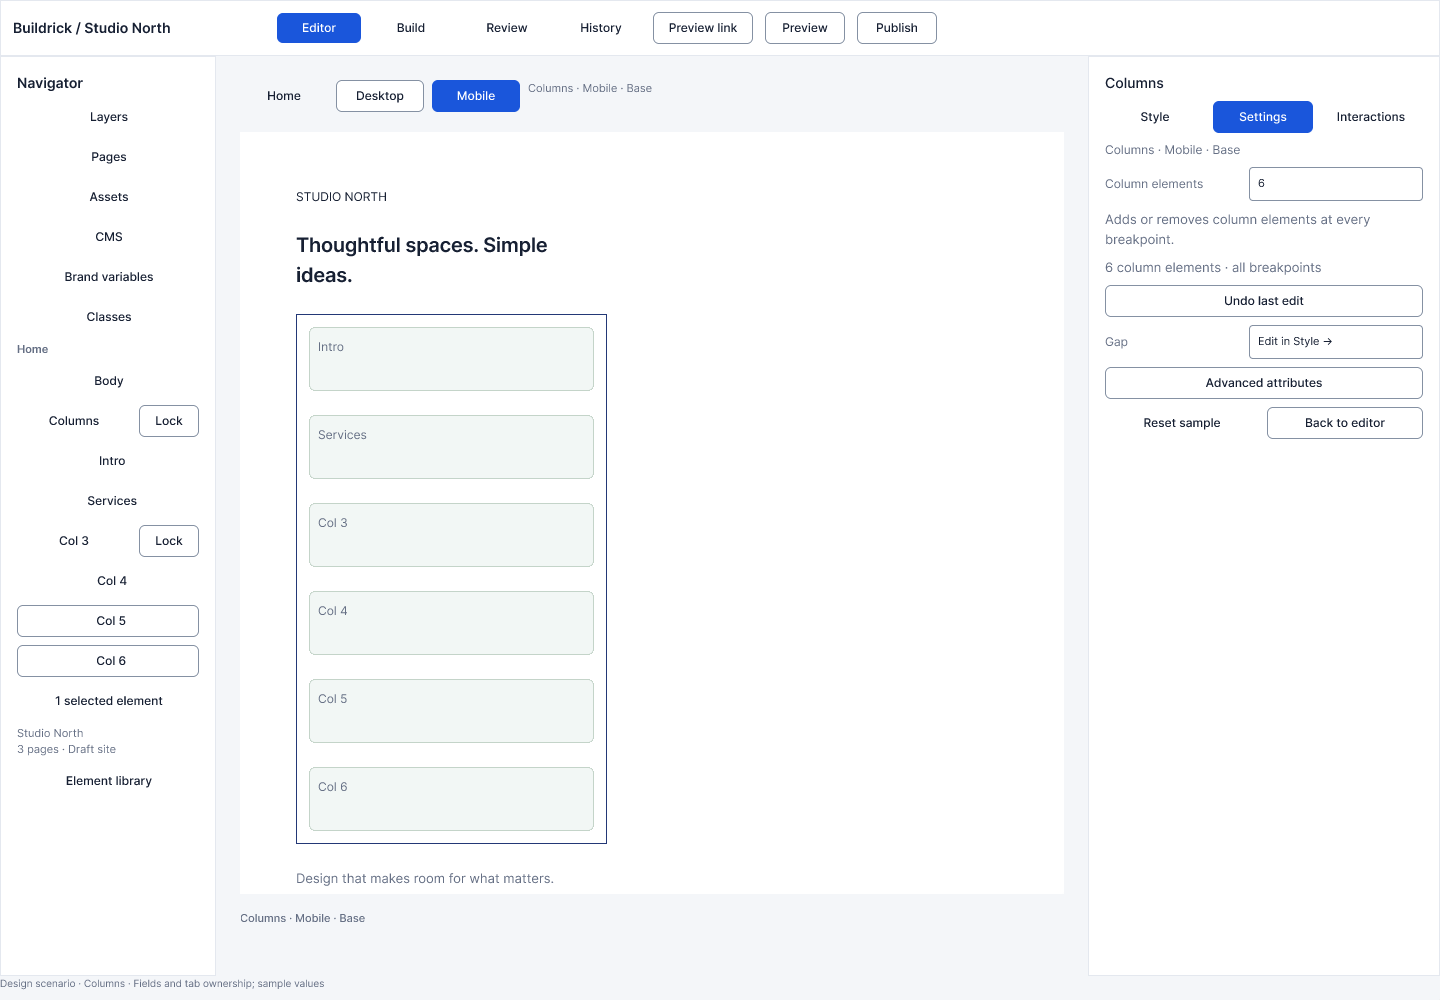 Buildrick / Studio North
Editor
Build
Review
History
Preview link
Preview
Publish
Navigator
Layers
Pages
Assets
CMS
Brand variables
Classes
Home
Body
Columns
Lock
Intro
Services
Col 3
Lock
Col 4
Col 5
Col 6
1 selected element
Studio North
3 pages · Draft site
Element library
Home
Desktop
Mobile
Columns · Mobile · Base
STUDIO NORTH
Thoughtful spaces. Simple
ideas.
Intro
Services
Col 3
Col 4
Col 5
Col 6
Design that makes room for what matters.
Columns · Mobile · Base
Columns
Style
Settings
Interactions
Columns · Mobile · Base
Column elements
6
Adds or removes column elements at every
breakpoint.
6 column elements · all breakpoints
Undo last edit
Gap
Edit in Style →
Advanced attributes
Reset sample
Back to editor
Design scenario · Columns · Fields and tab ownership; sample values